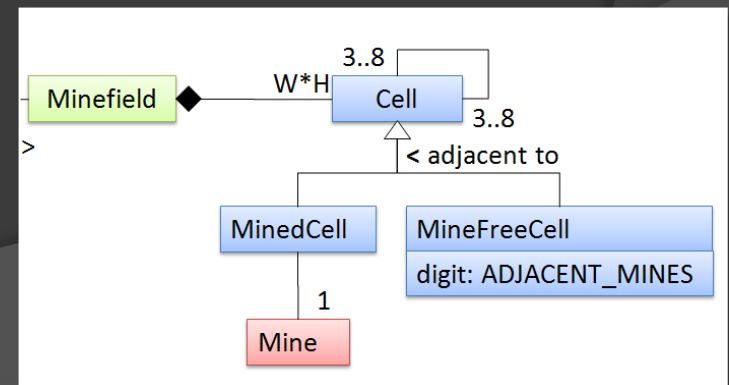 3..8
W*H
Minefield
Cell
3..8
>
< adjacent to
MinedCell
MineFreeCell
digit: ADJACENT_MINES
1
Mine